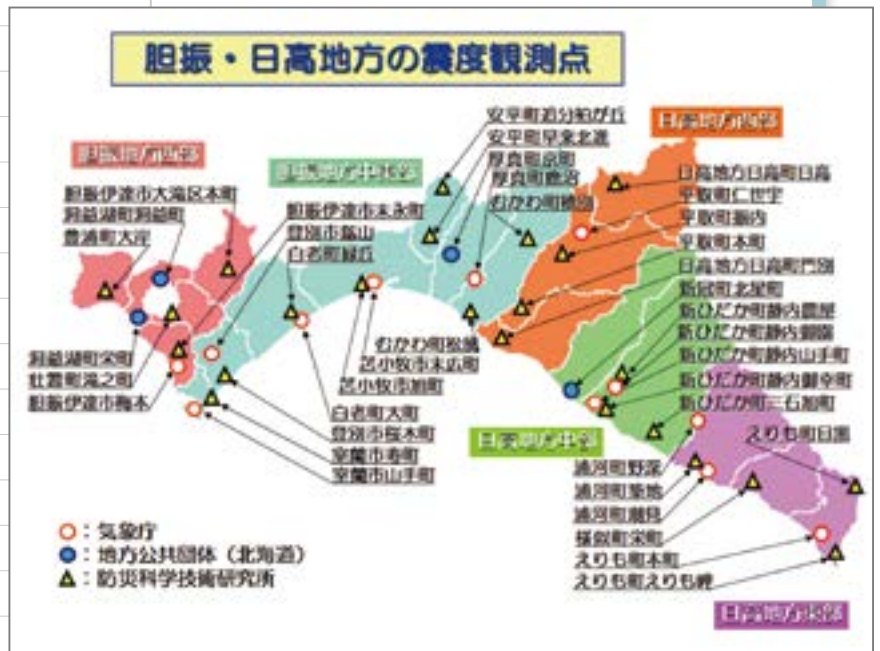 胆振・日高地方の震度観測点
安平町追分柏が丘
安平町早来北進
厚真町京町
厚真町鹿沼
むかわ町穂別
日高地方西部
胆振地方西部
胆振地方中東部
胆振伊達市大滝区本町
洞爺湖町洞爺町
豊浦町大岸
胆振伊達市末永町
登別市鉱山
白老町緑丘
日高地方日高町日高
平取町仁世宇
平取町振内
平取町本町
日高地方日高町門別
新冠町北星町
新ひだか町静内農屋
新ひだか町静内御園
新ひだか町静内山手町
新ひだか町静内御幸町
新ひだか町三石旭町
えりも町目黒
むかわ町松風
苫小牧市末広町
苫小牧市旭町
洞爺湖町栄町
壮瞥町滝之町
胆振伊達市梅本
白老町大町
登別市桜木町
室蘭市寿町
室蘭市山手町
日高地方中部
浦河町野深
浦河町築地
浦河町潮見
様似町栄町
えりも町本町
えりも町えりも岬
日高地方東部
○：気象庁
●：地方公共団体（北海道）
▲：防災科学技術研究所